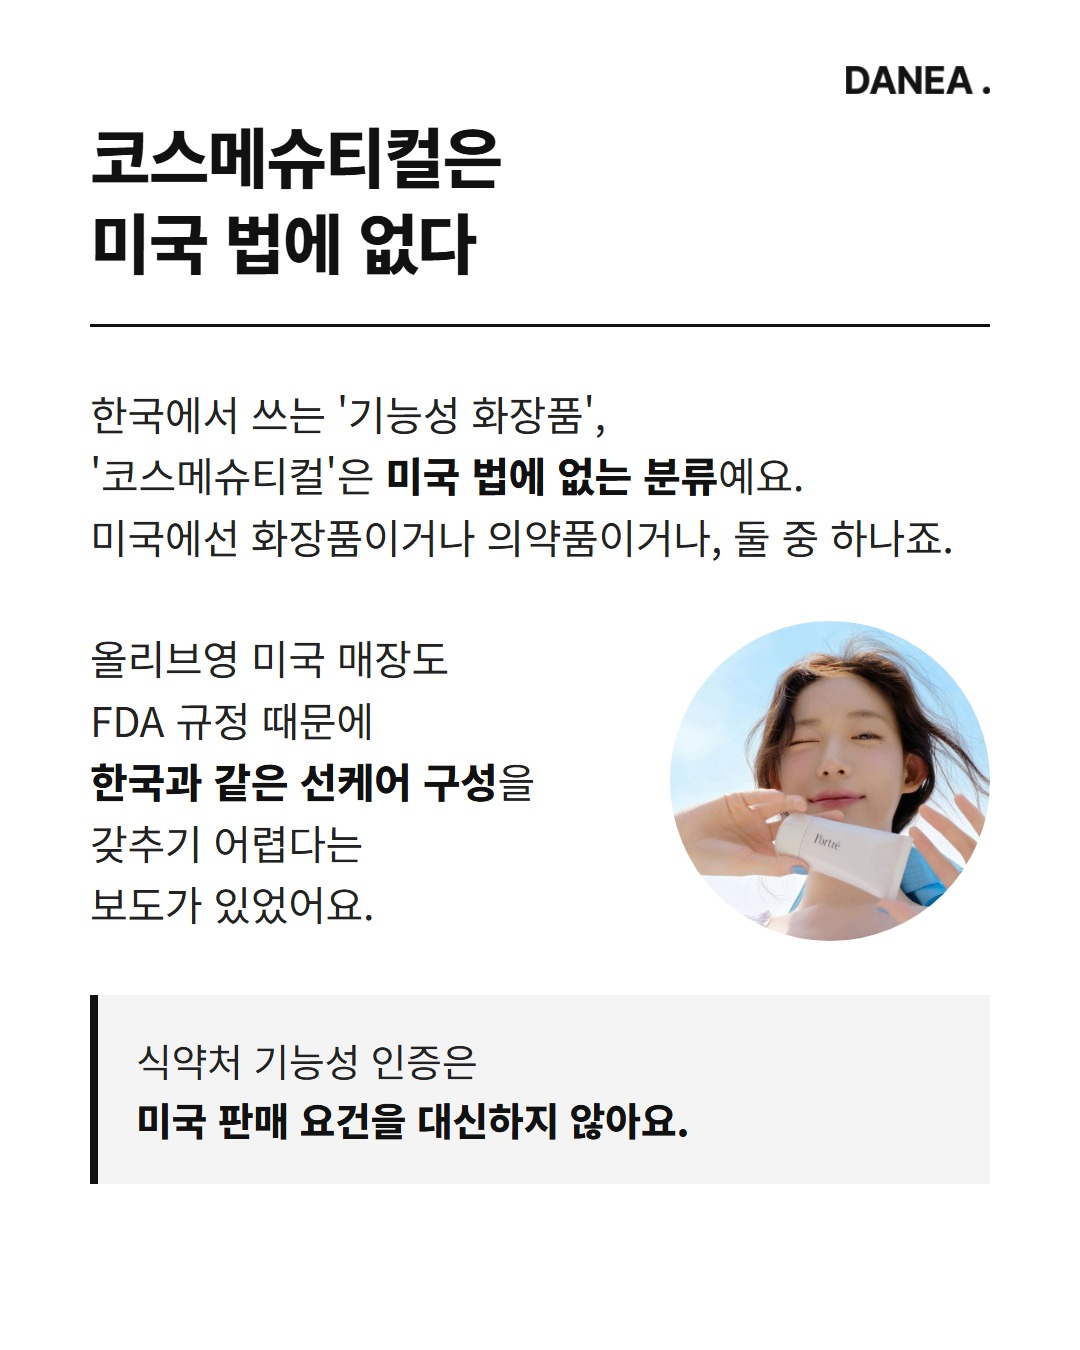 DANEA .
코스메슈티컬은
미국 법에 없다
한국에서 쓰는 '기능성 화장품',
'코스메슈티컬'은 미국 법에 없는 분류예요.
미국에선 화장품이거나 의약품이거나, 둘 중 하나죠.
올리브영 미국 매장도
FDA 규정 때문에
한국과 같은 선케어 구성을
갖추기 어렵다는
보도가 있었어요.
Fortré
식약처 기능성 인증은
미국 판매 요건을 대신하지 않아요.